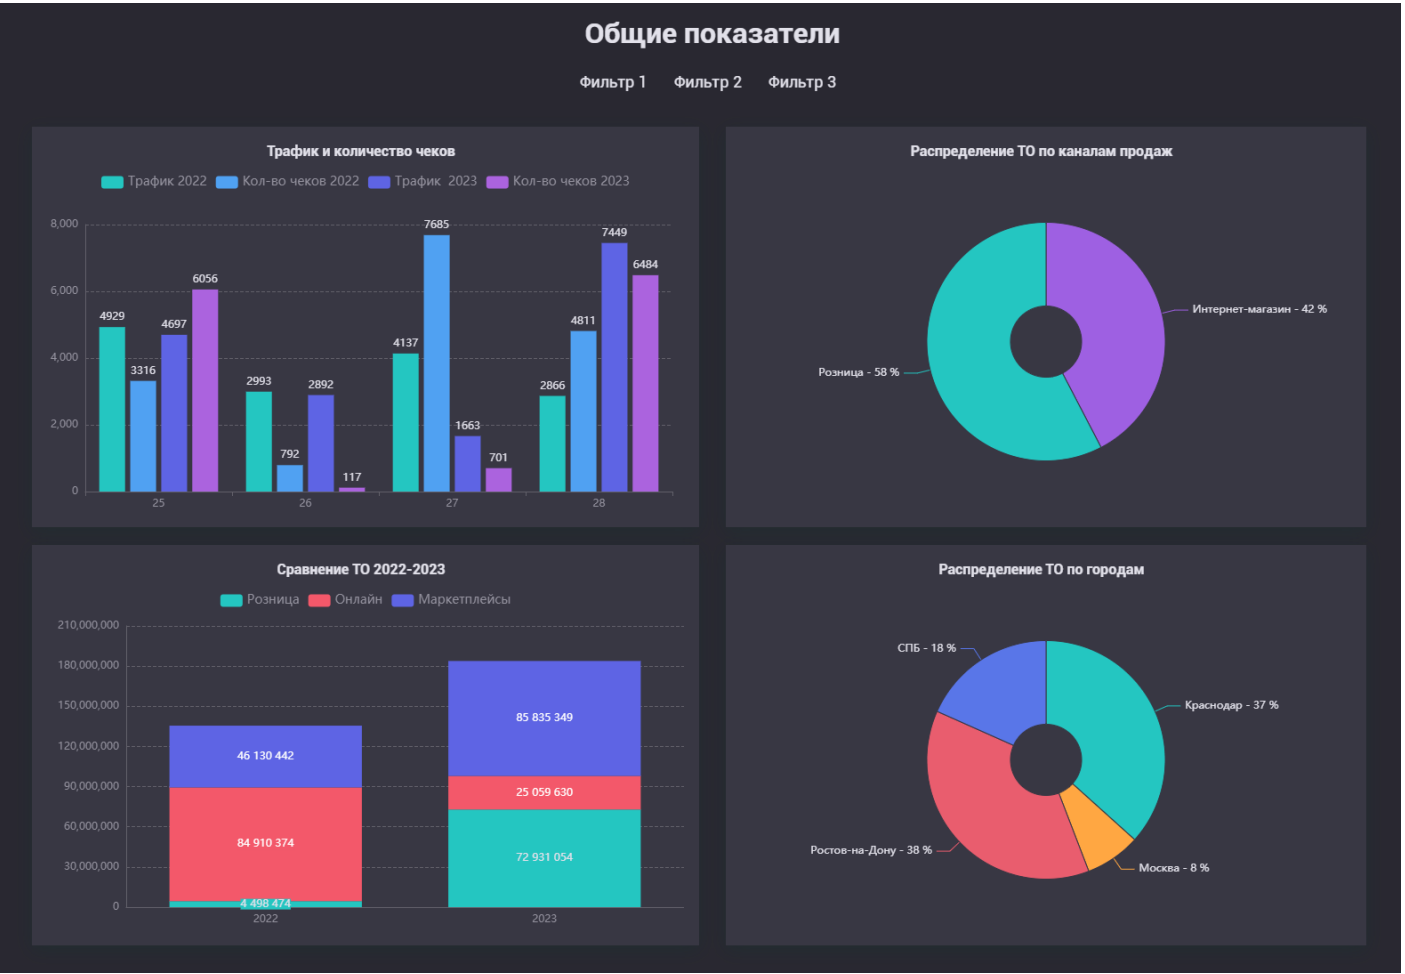 Общие показатели
Фильтр 1 Фильтр 2 Фильтр 3
Трафик и количество чеков
Трафик 2022 Кол-во чеков 2022 Трафик 2023 Кол-во чеков 2023
8,000
6,000
4,000
2,000
0
4929
3316
4697
6056
2993
792
2892
117
4137
7685
1663
701
2866
4811
7449
6484
25 26 27 28
Распределение ТО по каналам продаж
Интернет-магазин - 42 %
Розница - 58 %
Сравнение ТО 2022-2023
Розница Онлайн Маркетплейсы
210,000,000
180,000,000
150,000,000
120,000,000
90,000,000
60,000,000
30,000,000
0
46 130 442
84 910 374
4 498 474
85 835 349
25 059 630
72 931 054
2022 2023
Распределение ТО по городам
СПБ - 18 %
Краснодар - 37 %
Ростов-на-Дону - 38 %
Москва - 8 %